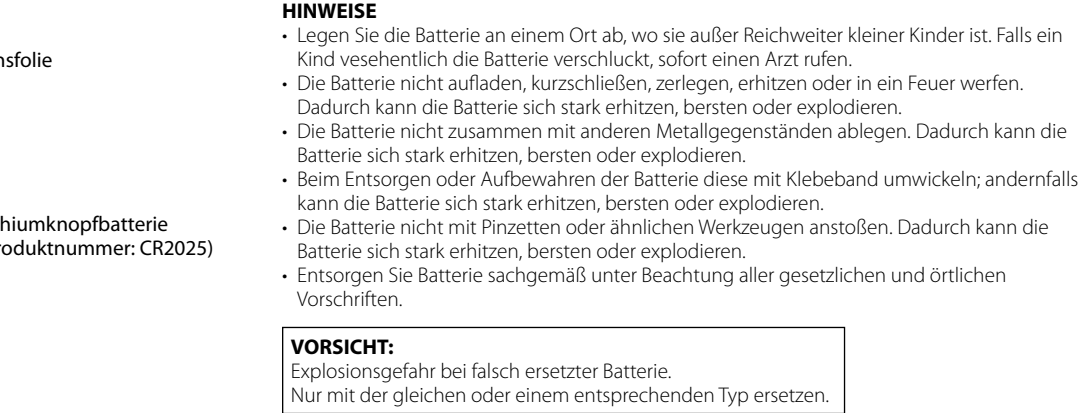 nsfolie
hiumknopfbatterie
roduktnummer: CR2025)
HINWEISE
• Legen Sie die Batterie an einem Ort ab, wo sie außer Reichweiter kleiner Kinder ist. Falls ein
Kind vesehentlich die Batterie verschluckt, sofort einen Arzt rufen.
• Die Batterie nicht aufladen, kurzschließen, zerlegen, erhitzen oder in ein Feuer werfen.
Dadurch kann die Batterie sich stark erhitzen, bersten oder explodieren.
• Die Batterie nicht zusammen mit anderen Metallgegenständen ablegen. Dadurch kann die
Batterie sich stark erhitzen, bersten oder explodieren.
• Beim Entsorgen oder Aufbewahren der Batterie diese mit Klebeband umwickeln; andernfalls
kann die Batterie sich stark erhitzen, bersten oder explodieren.
• Die Batterie nicht mit Pinzetten oder ähnlichen Werkzeugen anstoßen. Dadurch kann die
Batterie sich stark erhitzen, bersten oder explodieren.
• Entsorgen Sie Batterie sachgemäß unter Beachtung aller gesetzlichen und örtlichen
Vorschriften.
VORSICHT:
Explosionsgefahr bei falsch ersetzter Batterie.
Nur mit der gleichen oder einem entsprechenden Typ ersetzen.